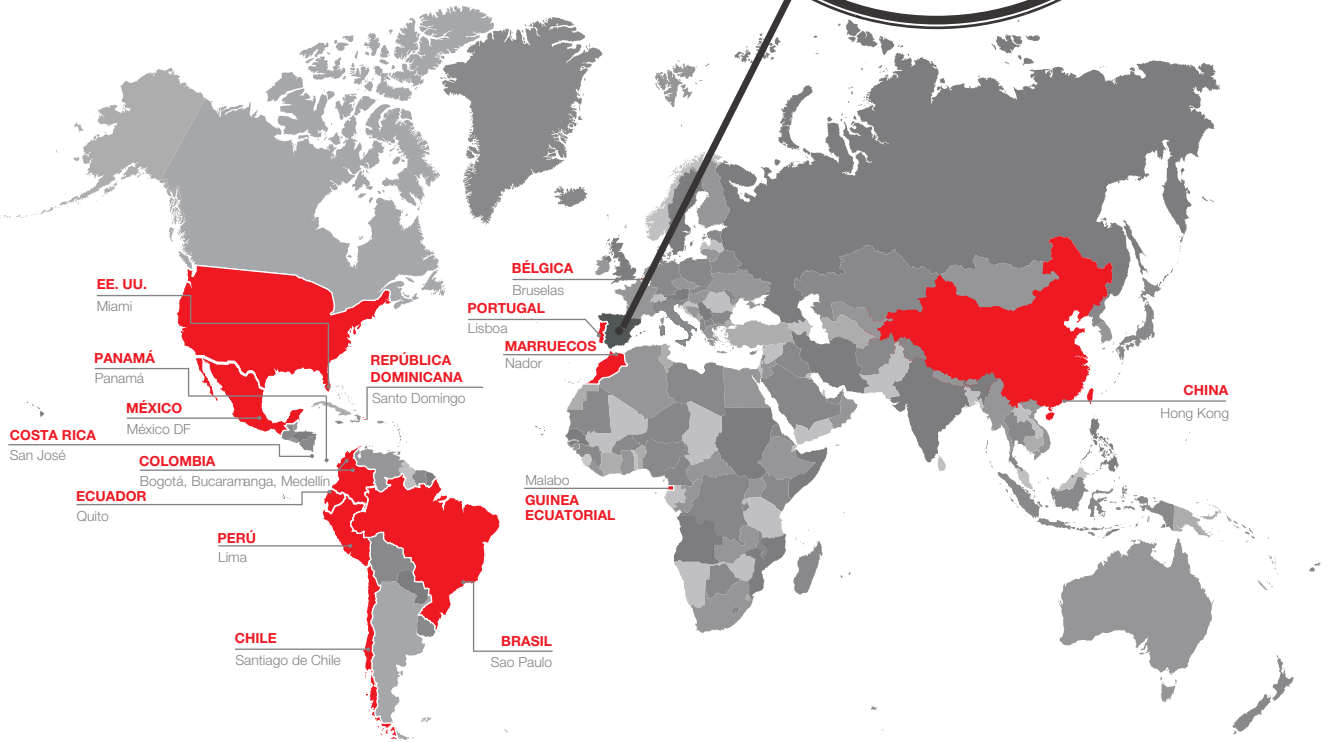 EE. UU.
Miami
PANAMÁ
Panamá
MÉXICO
México DF
COSTA RICA
San José
REPÚBLICA
DOMINICANA
Santo Domingo
COLOMBIA
Bogotá, Bucaramanga, Medellín
ECUADOR
Quito
PERÚ
Lima
CHILE
Santiago de Chile
BRASIL
Sao Paulo
BÉLGICA
Bruselas
PORTUGAL
Lisboa
MARRUECOS
Nador
Malabo
GUINEA
ECUATORIAL
CHINA
Hong Kong